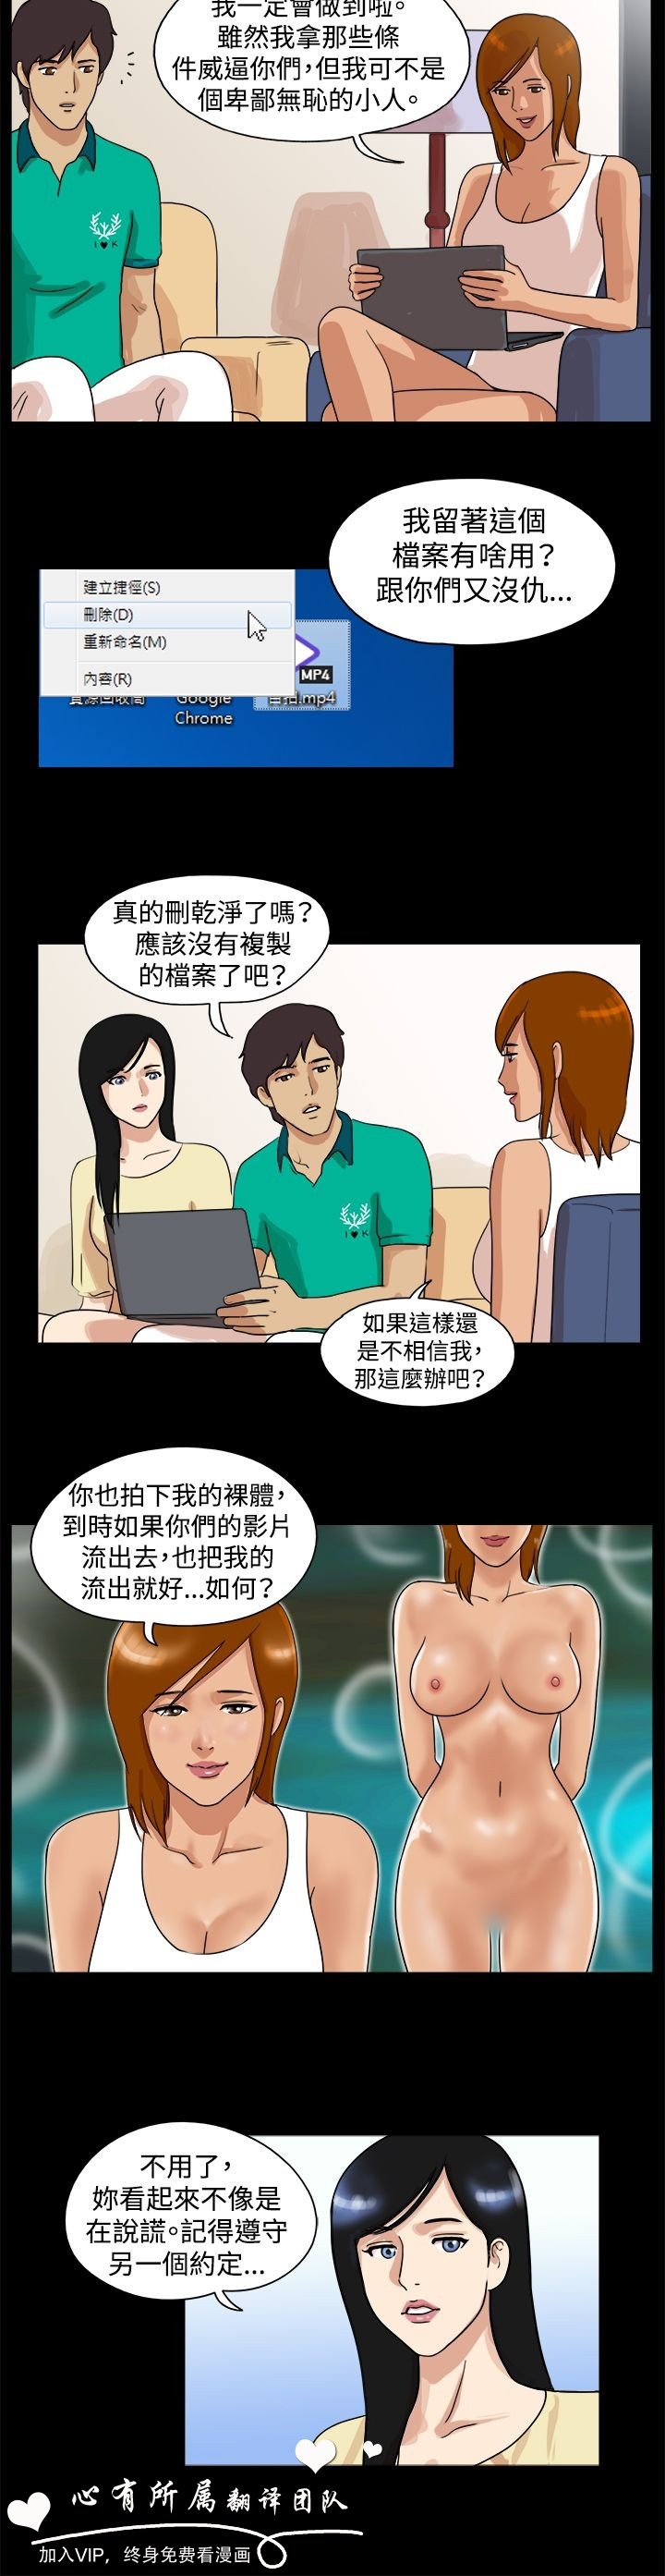 我一定會做到啦。
雖然我拿那些條
件威逼你們，但我可不是
個卑鄙無恥的小人。
I ♥ K
我留著這個
檔案有啥用？
跟你們又沒仇...
建立捷徑(S)
刪除(D)
重新命名(M)
內容(R)
MP4
資源回收筒
Google
Chrome
自拍.mp4
真的刪乾淨了嗎？
應該沒有複製
的檔案了吧？
I ♥ K
如果這樣還
是不相信我，
那這麼辦吧？
你也拍下我的裸體，
到時如果你們的影片
流出去，也把我的
流出就好...如何？
不用了，
妳看起來不像是
在說謊。記得遵守
另一個約定...
心有所属翻译团队
加入VIP，终身免费看漫画